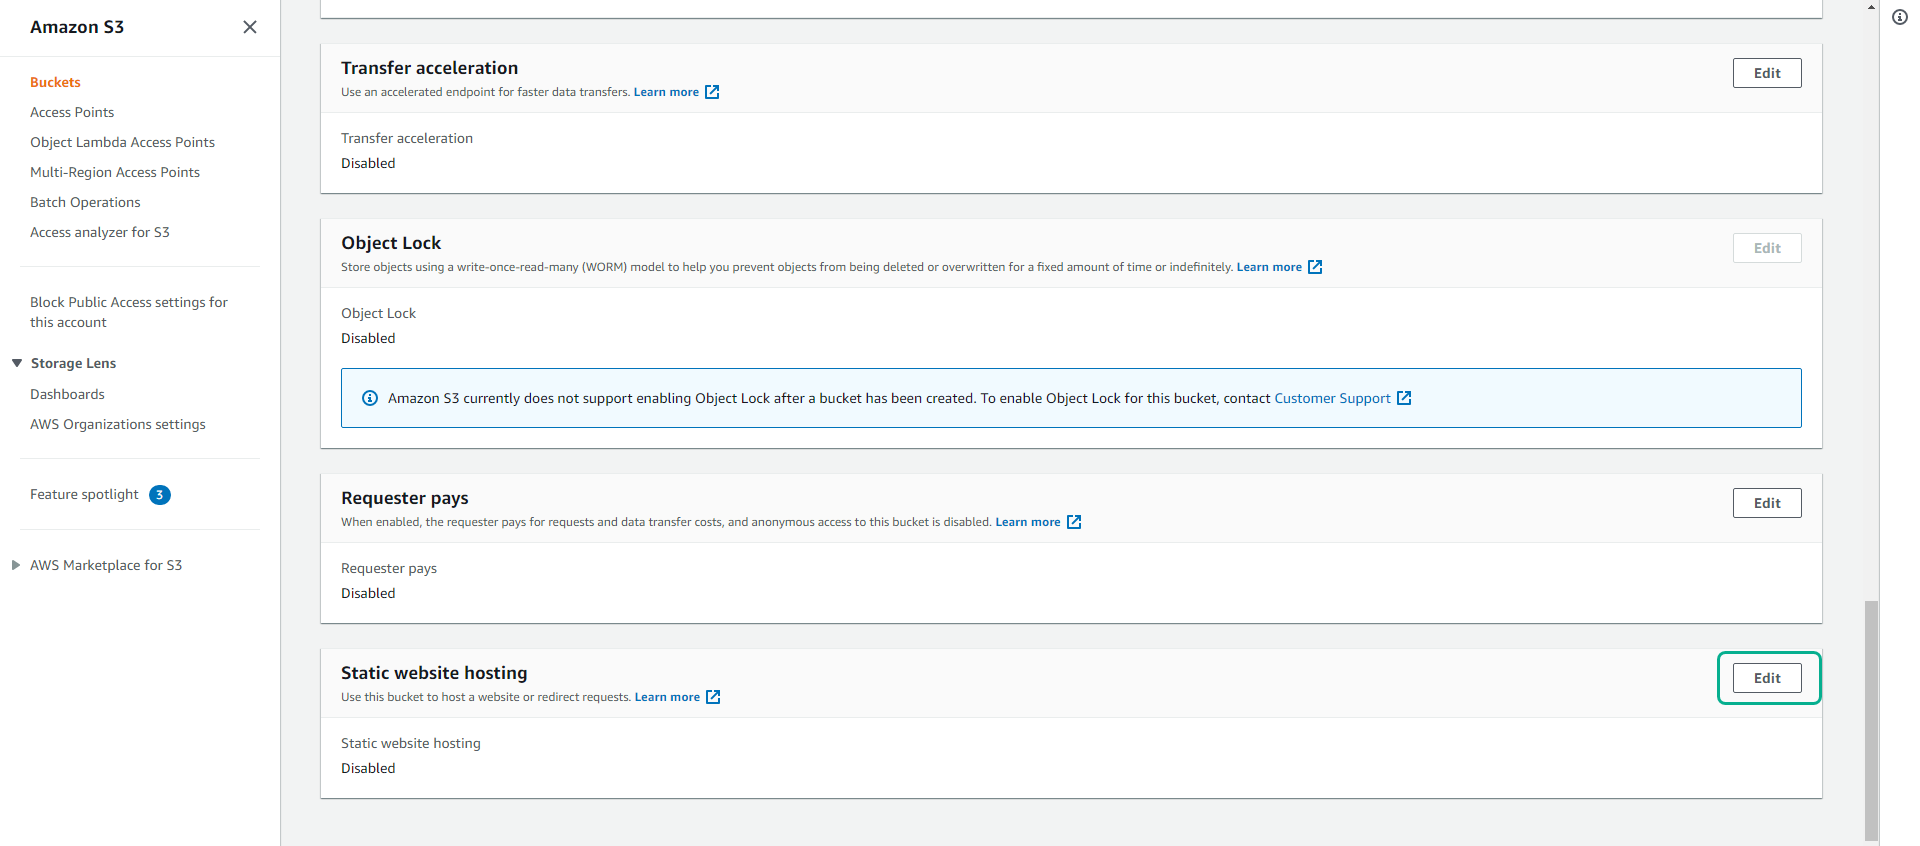 Amazon S3
Buckets
Access Points
Object Lambda Access Points
Multi-Region Access Points
Batch Operations
Access analyzer for S3
Block Public Access settings for
this account
Storage Lens
Dashboards
AWS Organizations settings
Feature spotlight 3
AWS Marketplace for S3
Transfer acceleration
Edit
Use an accelerated endpoint for faster data transfers. Learn more
Transfer acceleration
Disabled
Object Lock
Edit
Store objects using a write-once-read-many (WORM) model to help you prevent objects from being deleted or overwritten for a fixed amount of time or indefinitely. Learn more
Object Lock
Disabled
Amazon S3 currently does not support enabling Object Lock after a bucket has been created. To enable Object Lock for this bucket, contact Customer Support
Requester pays
Edit
When enabled, the requester pays for requests and data transfer costs, and anonymous access to this bucket is disabled. Learn more
Requester pays
Disabled
Static website hosting
Edit
Use this bucket to host a website or redirect requests. Learn more
Static website hosting
Disabled